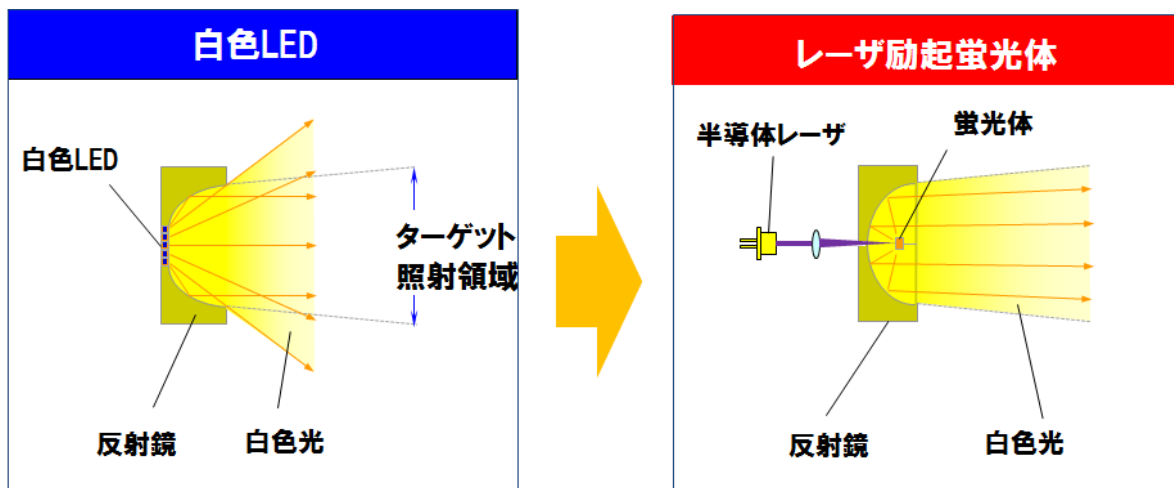 白色LED
白色LED
ターゲット
照射領域
反射鏡
白色光
レーザ励起蛍光体
半導体レーザ
蛍光体
反射鏡
白色光